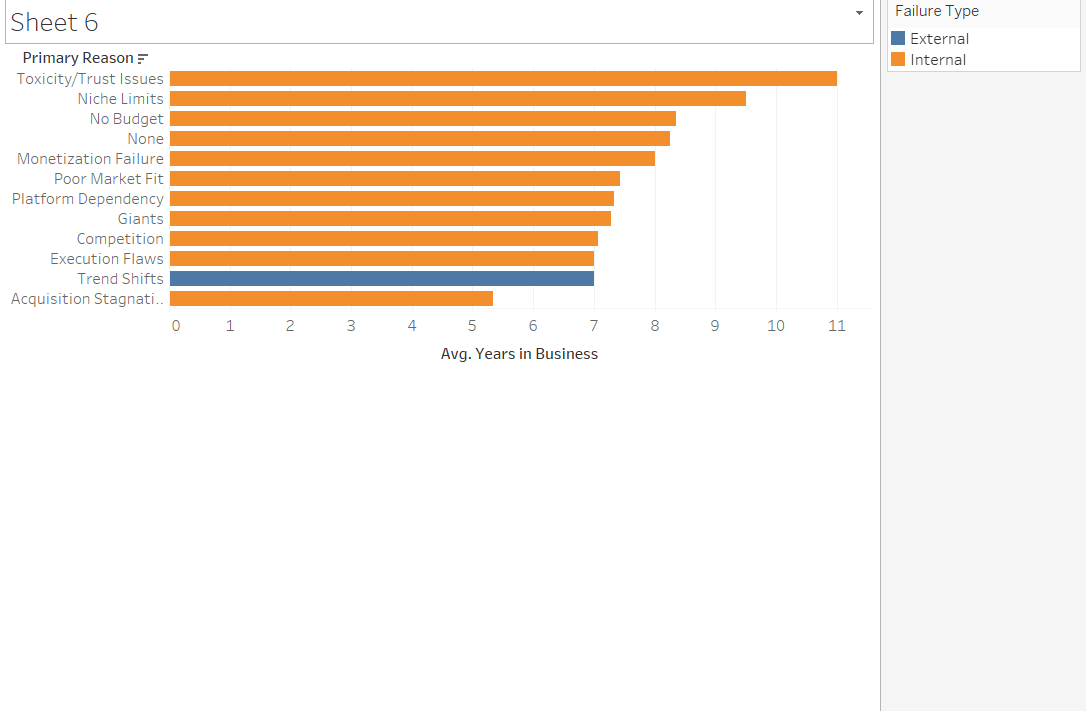 Sheet 6
Failure Type
External
Internal
Primary Reason
Toxicity/Trust Issues
Niche Limits
No Budget
None
Monetization Failure
Poor Market Fit
Platform Dependency
Giants
Competition
Execution Flaws
Trend Shifts
Acquisition Stagnati..
0 1 2 3 4 5 6 7 8 9 10 11
Avg. Years in Business